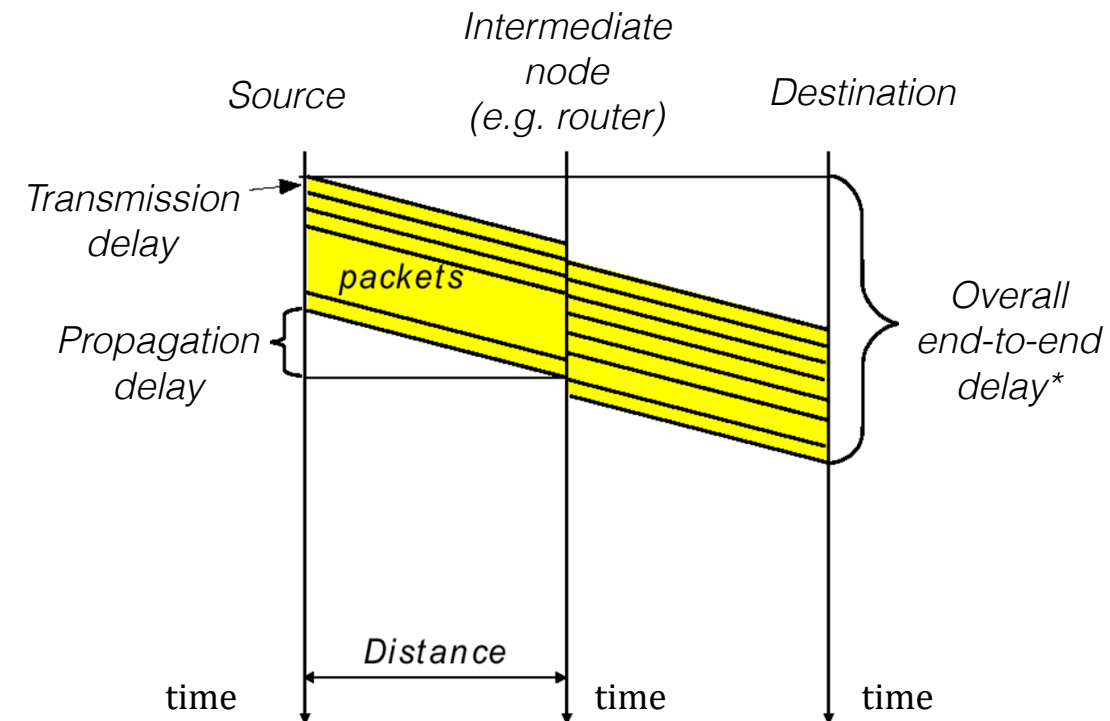 Intermediate
node
(e.g. router)
Source
Destination
Transmission
delay
packets
Propagation
delay
Overall
end-to-end
delay*
Distance
time
time
time